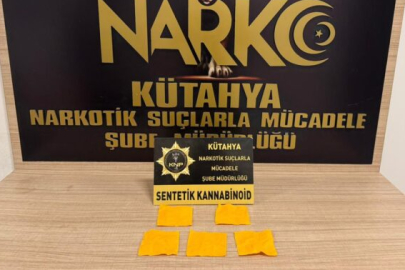 NARKO
KÜTAHYA
NARKOTİK SUÇLARLA MÜCADELE
ŞUBE MÜDÜRLÜĞÜ
KÜTAHYA
NARKOTİK SUÇLARLA
MÜCADELE
ŞUBE MÜDÜRLÜĞÜ
SENTETİK KANNABİNOİD